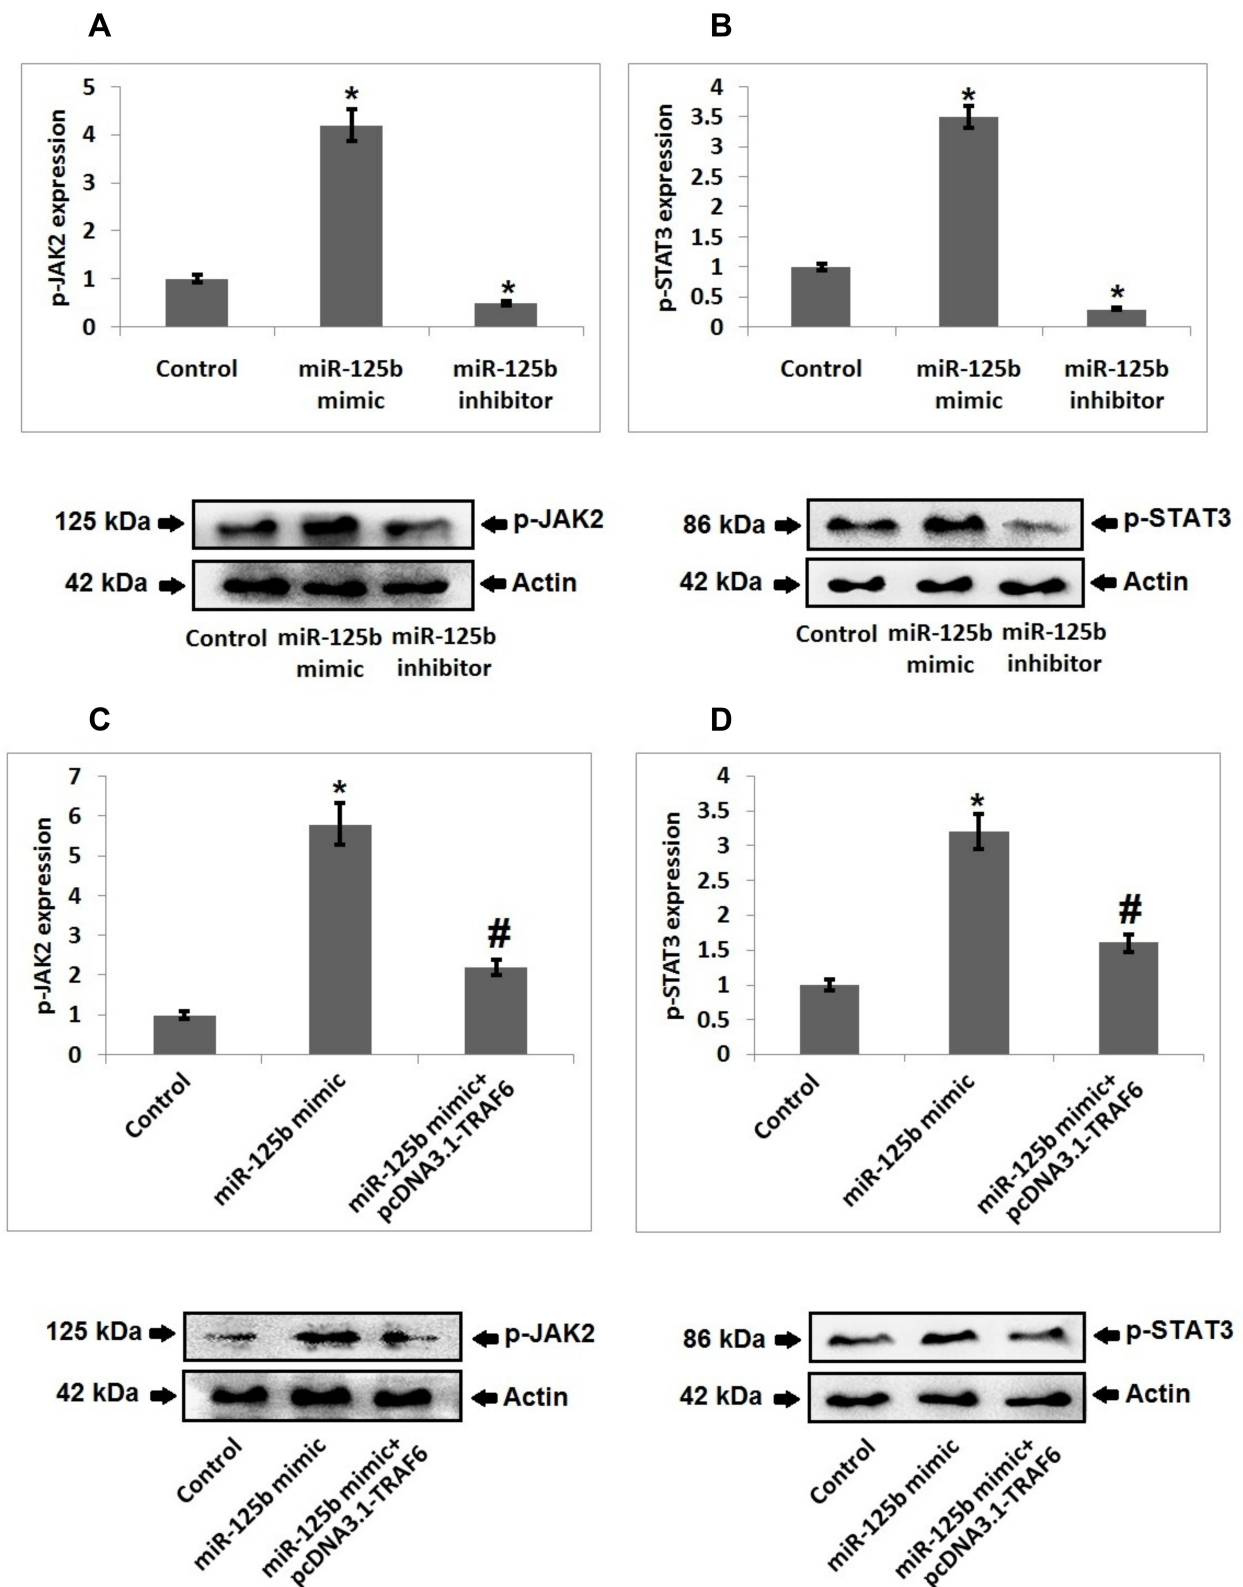 A
B
5
4
3
2
1
0
p-JAK2 expression
*
*
Control
miR-125b
mimic
miR-125b
inhibitor
4
3.5
3
2.5
2
1.5
1
0.5
0
p-STAT3 expression
*
*
Control
miR-125b
mimic
miR-125b
inhibitor
125 kDa
p-JAK2
42 kDa
Actin
Control
miR-125b
mimic
miR-125b
inhibitor
86 kDa
p-STAT3
42 kDa
Actin
Control
miR-125b
mimic
miR-125b
inhibitor
C
D
7
6
5
4
3
2
1
0
p-JAK2 expression
*
#
Control
miR-125b mimic
miR-125b mimic+
pcDNA3.1-TRAF6
4
3.5
3
2.5
2
1.5
1
0.5
0
p-STAT3 expression
*
#
Control
miR-125b mimic
miR-125b mimic+
pcDNA3.1-TRAF6
125 kDa
p-JAK2
42 kDa
Actin
Control
miR-125b mimic
miR-125b mimic+
pcDNA3.1-TRAF6
86 kDa
p-STAT3
42 kDa
Actin
Control
miR-125b mimic
miR-125b mimic+
pcDNA3.1-TRAF6